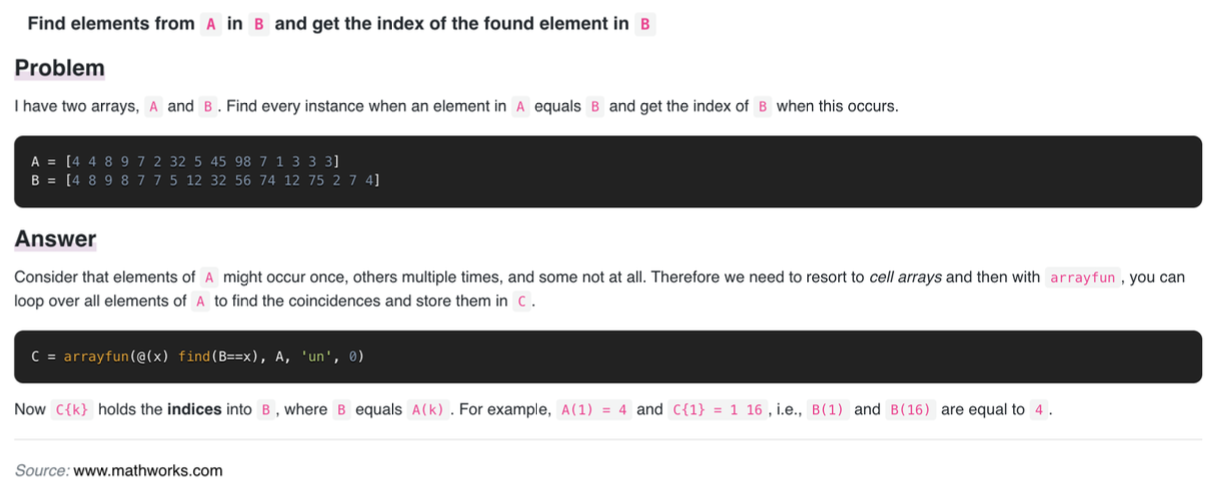 Find elements from A in B and get the index of the found element in B
Problem
I have two arrays, A and B. Find every instance when an element in A equals B and get the index of B when this occurs.
A = [4 4 8 9 7 2 32 5 45 98 7 1 3 3 3]
B = [4 8 9 8 7 7 5 12 32 56 74 12 75 2 7 4]
Answer
Consider that elements of A might occur once, others multiple times, and some not at all. Therefore we need to resort to cell arrays and then with arrayfun, you can
loop over all elements of A to find the coincidences and store them in C.
C = arrayfun(@(x) find(B==x), A, 'un', 0)
Now C{k} holds the indices into B, where B equals A(k). For example, A(1) = 4 and C{1} = 1 16, i.e., B(1) and B(16) are equal to 4.
Source: www.mathworks.com